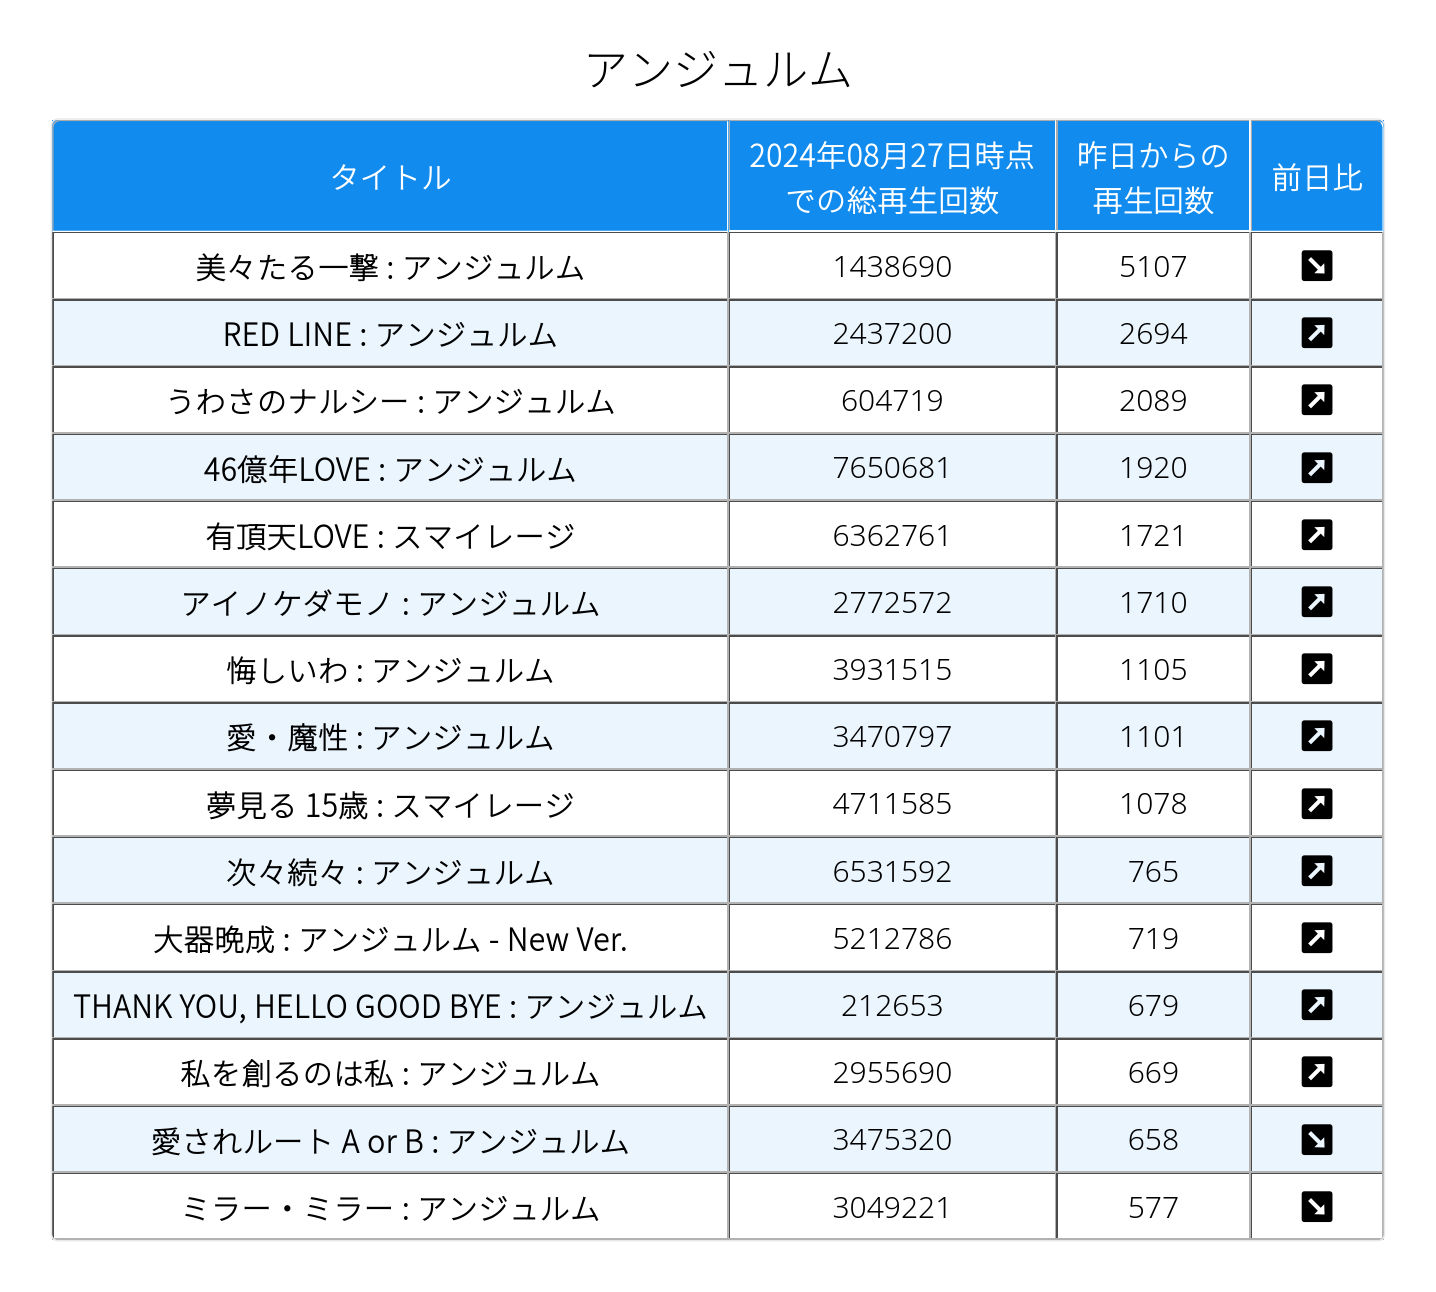 アンジュルム
タイトル 2024年08月27日時点での総再生回数 昨日からの再生回数 前日比
美々たる一撃 : アンジュルム 1438690 5107
RED LINE : アンジュルム 2437200 2694
うわさのナルシー : アンジュルム 604719 2089
46億年LOVE : アンジュルム 7650681 1920
有頂天LOVE : スマイレージ 6362761 1721
アイノケダモノ : アンジュルム 2772572 1710
悔しいわ : アンジュルム 3931515 1105
愛・魔性 : アンジュルム 3470797 1101
夢見る 15歳 : スマイレージ 4711585 1078
次々続々 : アンジュルム 6531592 765
大器晩成 : アンジュルム - New Ver. 5212786 719
THANK YOU, HELLO GOOD BYE : アンジュルム 212653 679
私を創るのは私 : アンジュルム 2955690 669
愛されルート A or B : アンジュルム 3475320 658
ミラー・ミラー : アンジュルム 3049221 577